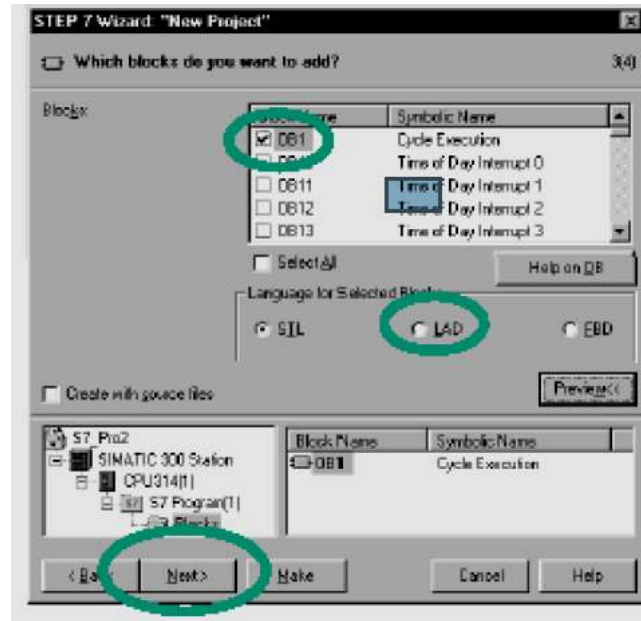 STEP 7 Wizard: "New Project"
Which blocks do you want to add? 3(4)
Blocks:
Block Name Symbolic Name
OB1 Cycle Execution
Time of Day Interrupt 0
OB11 Time of Day Interrupt 1
OB12 Time of Day Interrupt 2
OB13 Time of Day Interrupt 3
Select All
Help on OB
Language for Selected Blocks
STL LAD FBD
Create with source files
Preview<<
S7_Pro2
SIMATIC 300 Station
CPU314(1)
S7 Program(1)
Blocks
Block Name Symbolic Name
OB1 Cycle Execution
< Back Next> Make Cancel Help